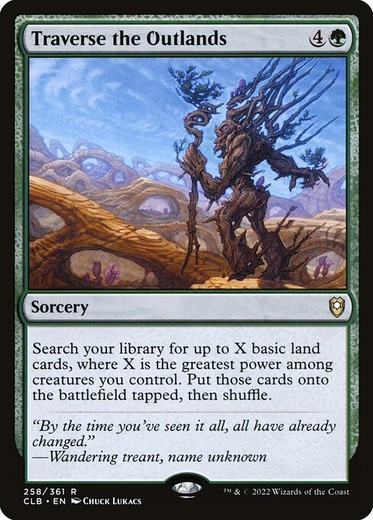 Traverse the Outlands 4
Sorcery
Search your library for up to X basic land
cards, where X is the greatest power among
creatures you control. Put those cards onto
the battlefield tapped, then shuffle.
“By the time you’ve seen it all, all have already
changed.”
—Wandering treant, name unknown
258/361 R
CLB • EN Chuck Lukacs
™ & © 2022 Wizards of the Coast